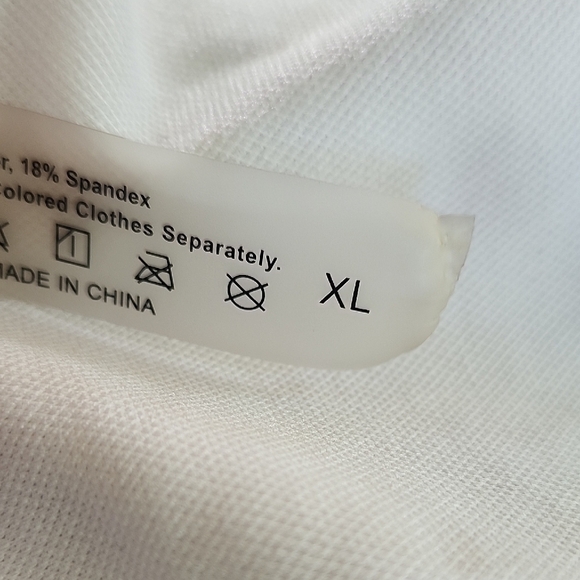 r, 18% Spandex
olored Clothes Separately.
MADE IN CHINA
XL